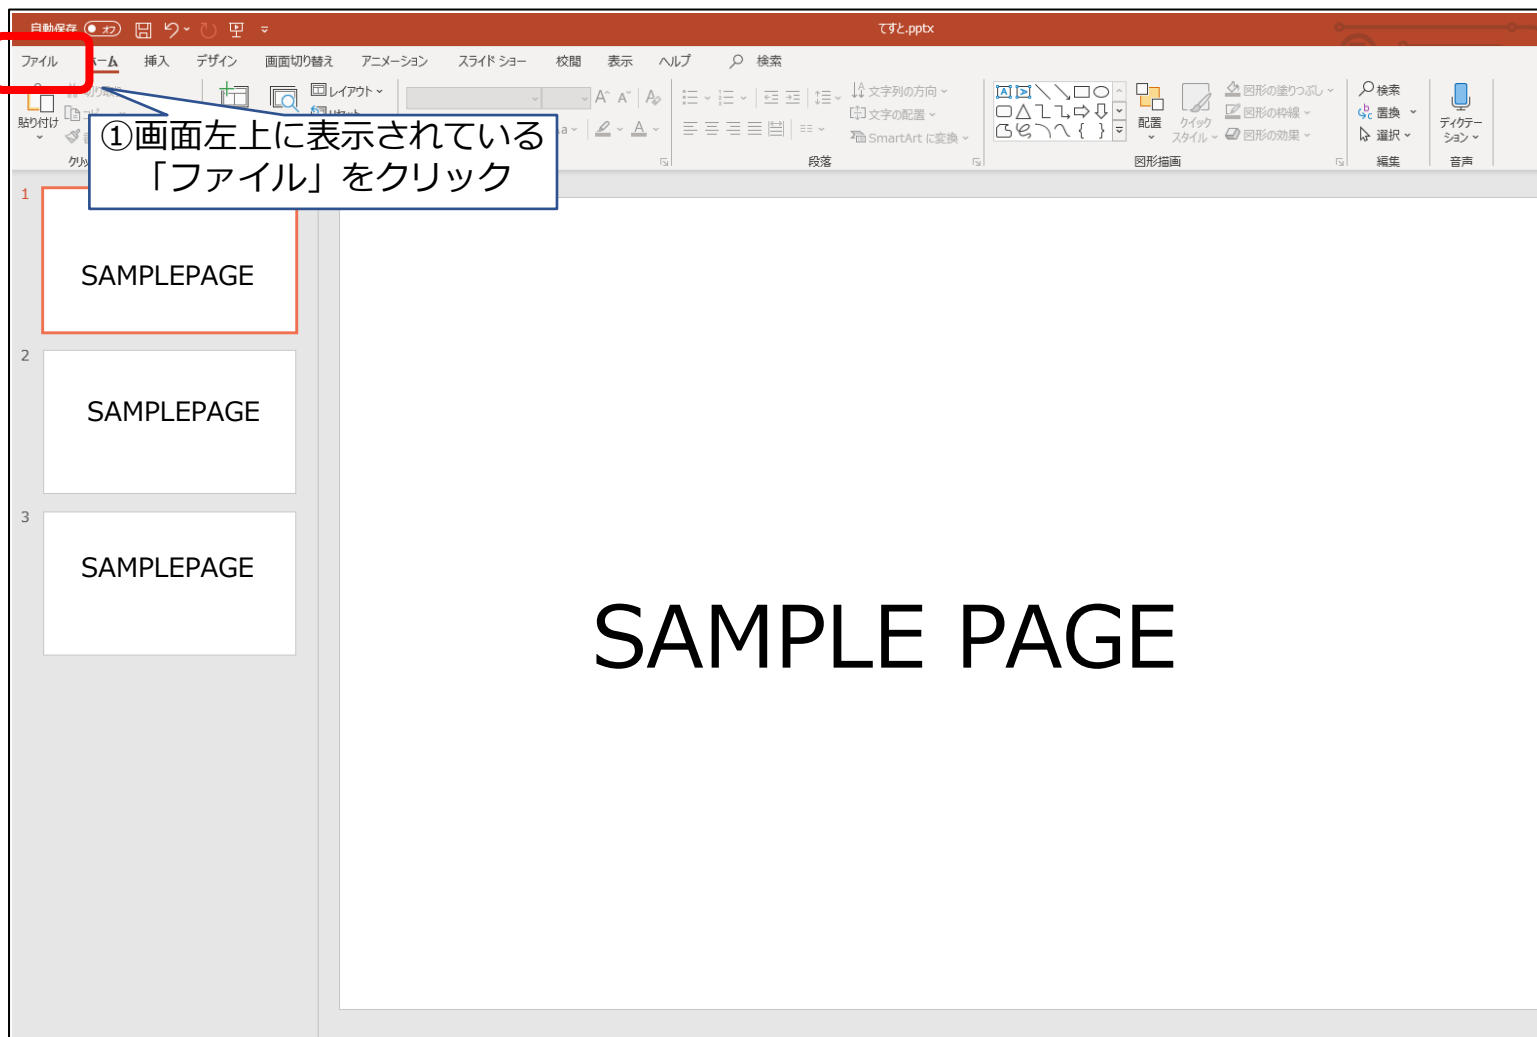 自動保存 オフ
てすと.pptx
ファイル ホーム 挿入 デザイン 画面切り替え アニメーション スライド ショー 校閲 表示 ヘルプ 検索
レイアウト
文字列の方向
図形の塗りつぶし
検索
文字の配置
図形の枠線
置換
貼り付け
SmartArt に変換
配置
クイック
スタイル
図形の効果
選択
ディクテー
ション
段落
図形描画
編集
音声
①画面左上に表示されている
「ファイル」をクリック
1
SAMPLEPAGE
2
SAMPLEPAGE
3
SAMPLEPAGE
SAMPLE PAGE